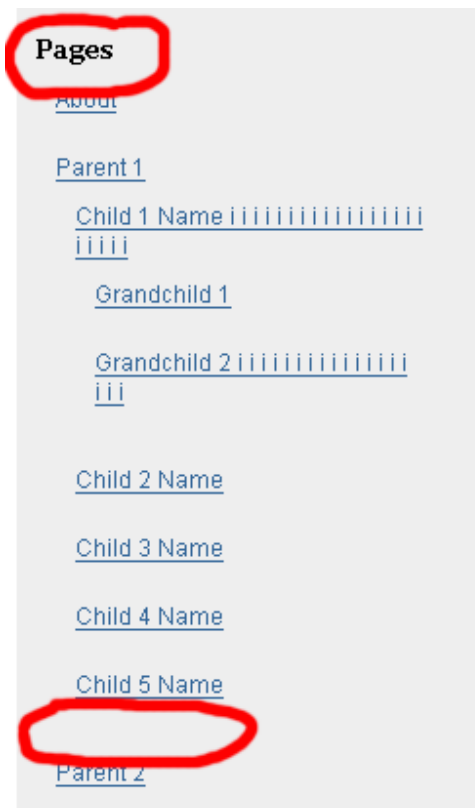 Pages
About
Parent 1
Child 1 Name i i i i i i i i i i i i i i i i i
i i i i i
Grandchild 1
Grandchild 2 i i i i i i i i i i i i i i i
i i i
Child 2 Name
Child 3 Name
Child 4 Name
Child 5 Name
Parent 2